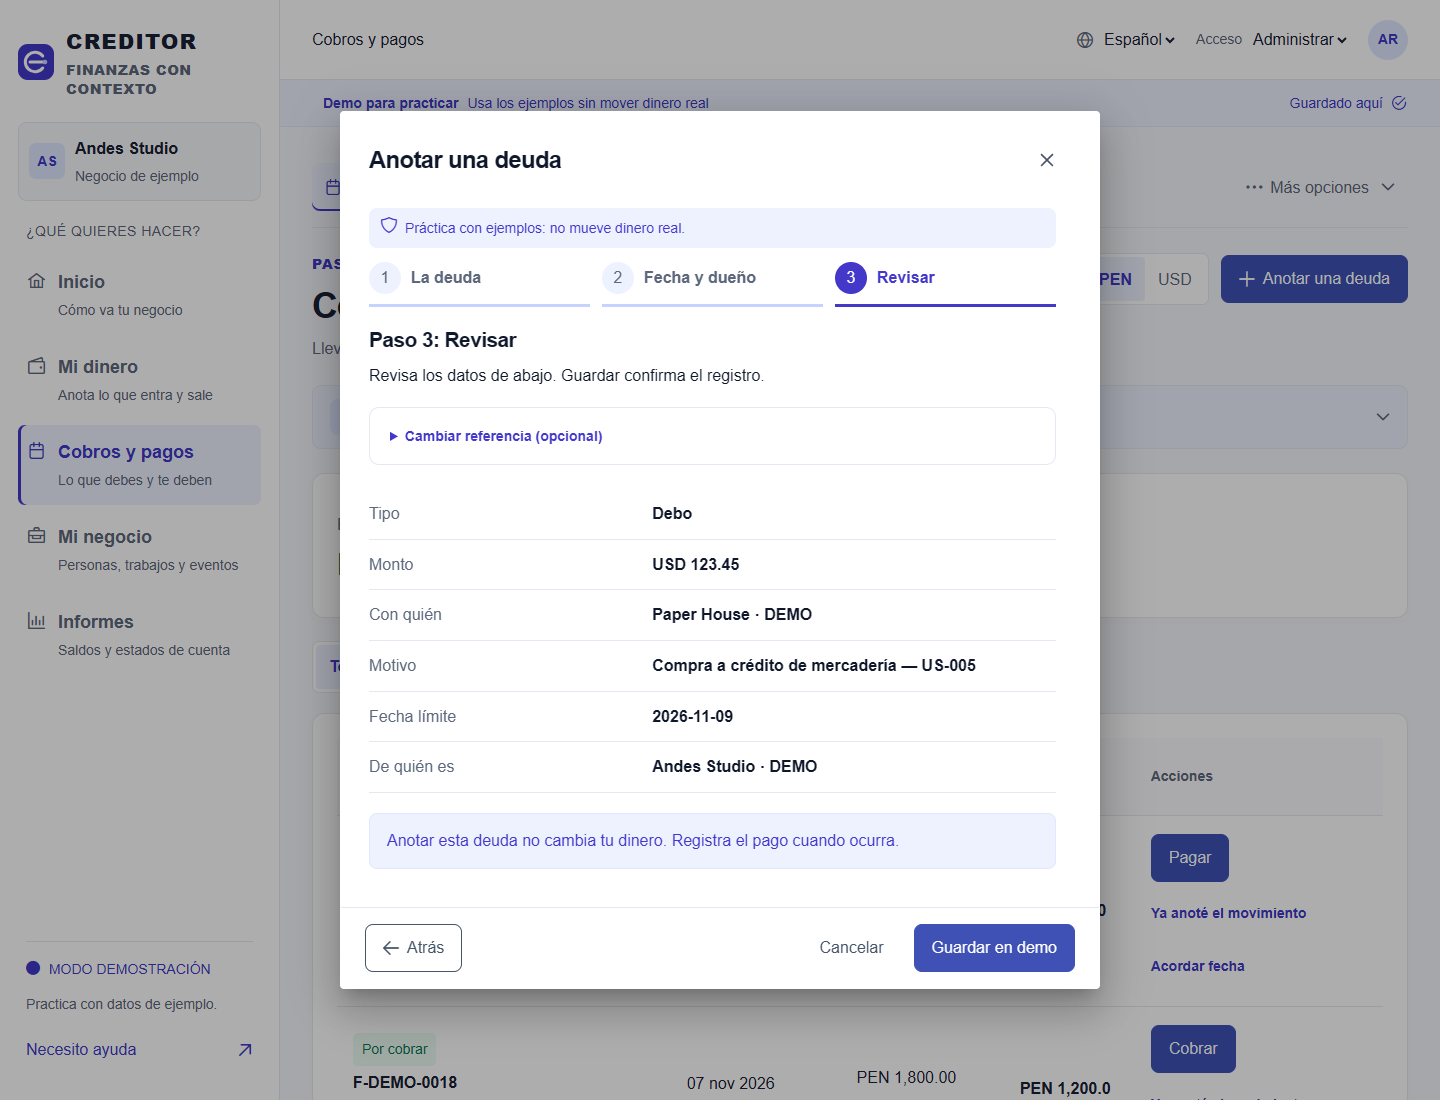 CREDITOR
FINANZAS CON
CONTEXTO
AS
Andes Studio
Negocio de ejemplo
¿QUÉ QUIERES HACER?
Inicio
Cómo va tu negocio
Mi dinero
Anota lo que entra y sale
Cobros y pagos
Lo que debes y te deben
Mi negocio
Personas, trabajos y eventos
Informes
Saldos y estados de cuenta
MODO DEMOSTRACIÓN
Practica con datos de ejemplo.
Necesito ayuda
Cobros y pagos
Español
Acceso
Administrar
AR
Demo para practicar Usa los ejemplos sin mover dinero real
Guardado aquí
Más opciones
PEN
USD
Anotar una deuda
Anotar una deuda
Práctica con ejemplos: no mueve dinero real.
1 La deuda
2 Fecha y dueño
3 Revisar
Paso 3: Revisar
Revisa los datos de abajo. Guardar confirma el registro.
Cambiar referencia (opcional)
Tipo Debo
Monto USD 123.45
Con quién Paper House · DEMO
Motivo Compra a crédito de mercadería — US-005
Fecha límite 2026-11-09
De quién es Andes Studio · DEMO
Anotar esta deuda no cambia tu dinero. Registra el pago cuando ocurra.
Atrás
Cancelar
Guardar en demo
Acciones
Pagar
Ya anoté el movimiento
Acordar fecha
Por cobrar
F-DEMO-0018
07 nov 2026
PEN 1,800.00
PEN 1,200.0
Cobrar